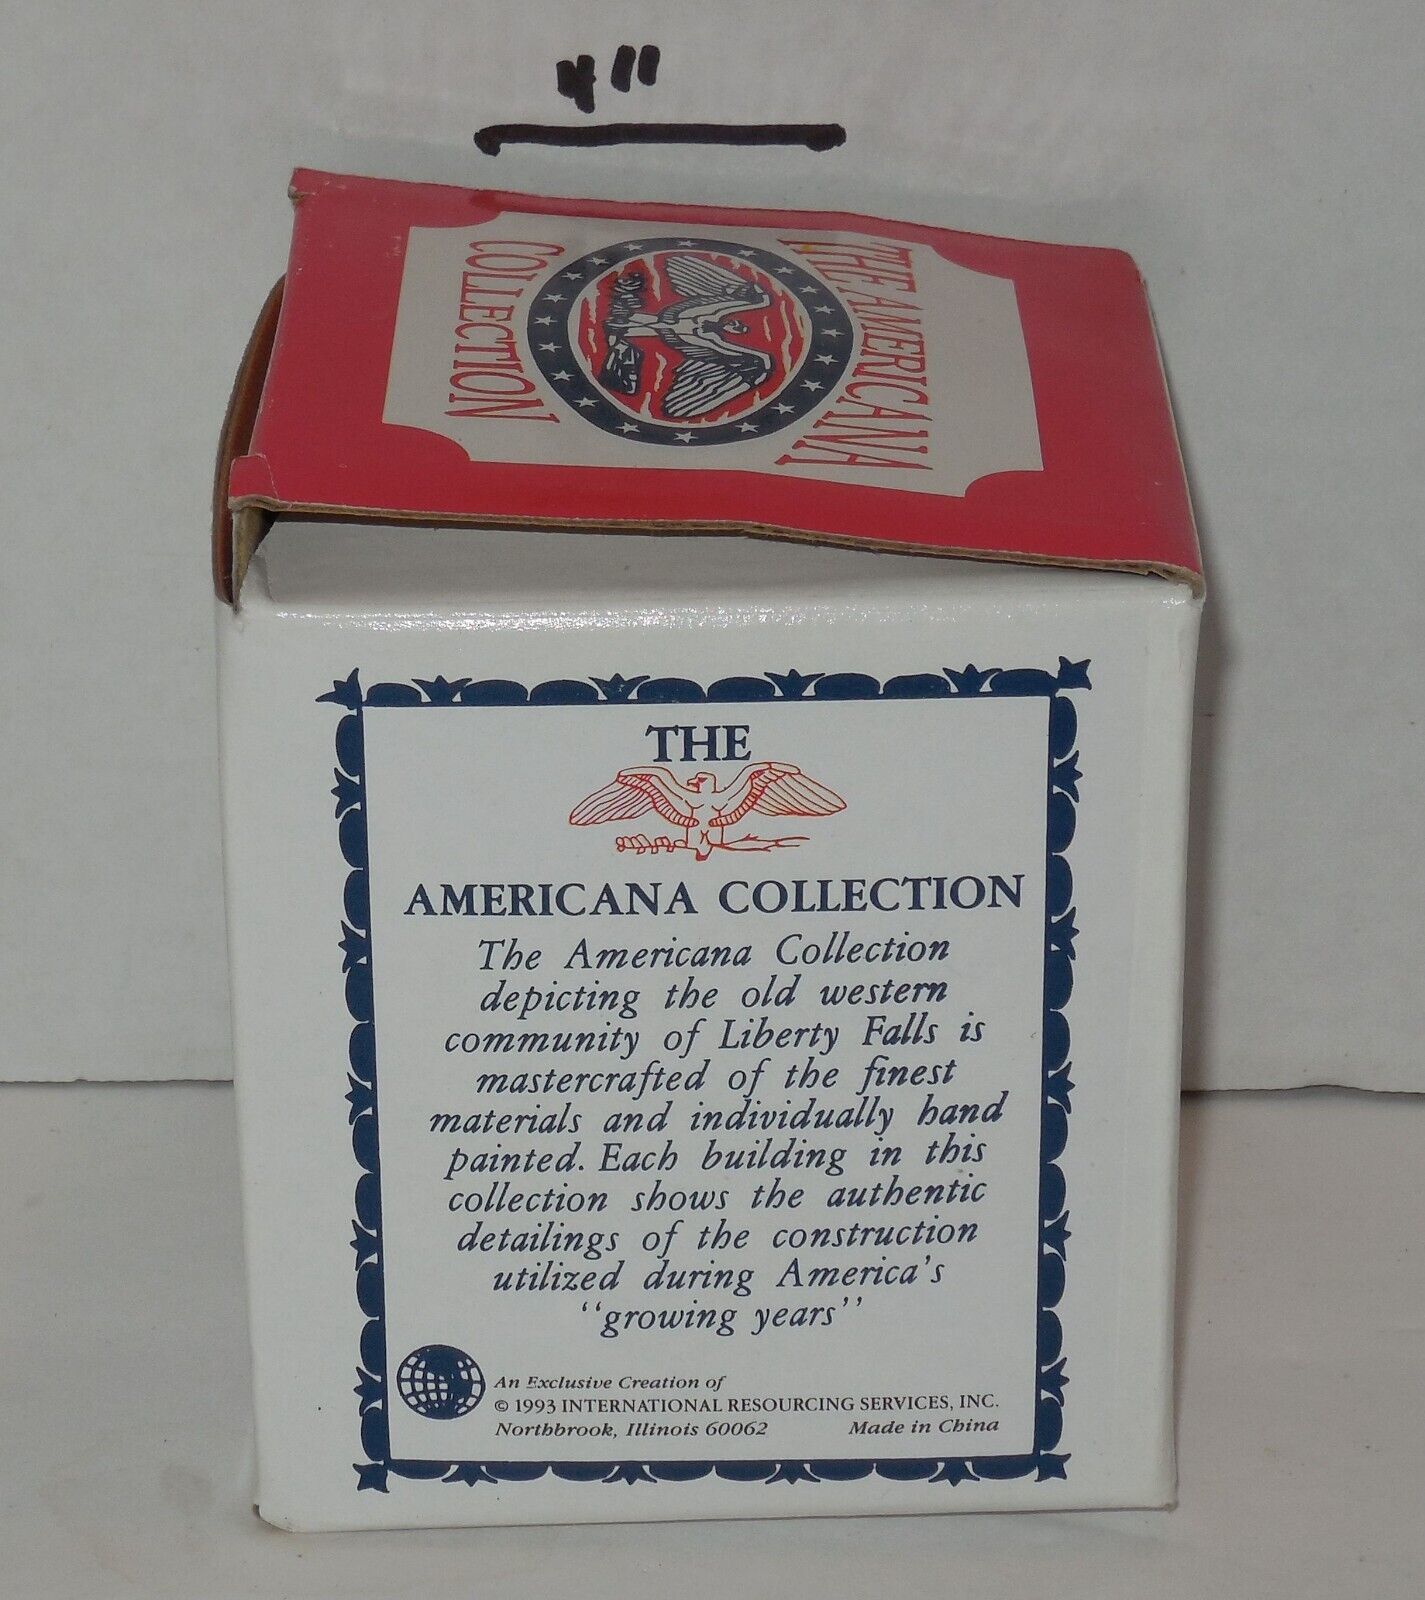 4"
THE AMERICANA
COLLECTION
THE
AMERICANA COLLECTION
The Americana Collection
depicting the old western
community of Liberty Falls is
mastercrafted of the finest
materials and individually hand
painted. Each building in this
collection shows the authentic
detailings of the construction
utilized during America's
"growing years"
An Exclusive Creation of
© 1993 INTERNATIONAL RESOURCING SERVICES, INC.
Northbrook, Illinois 60062 Made in China